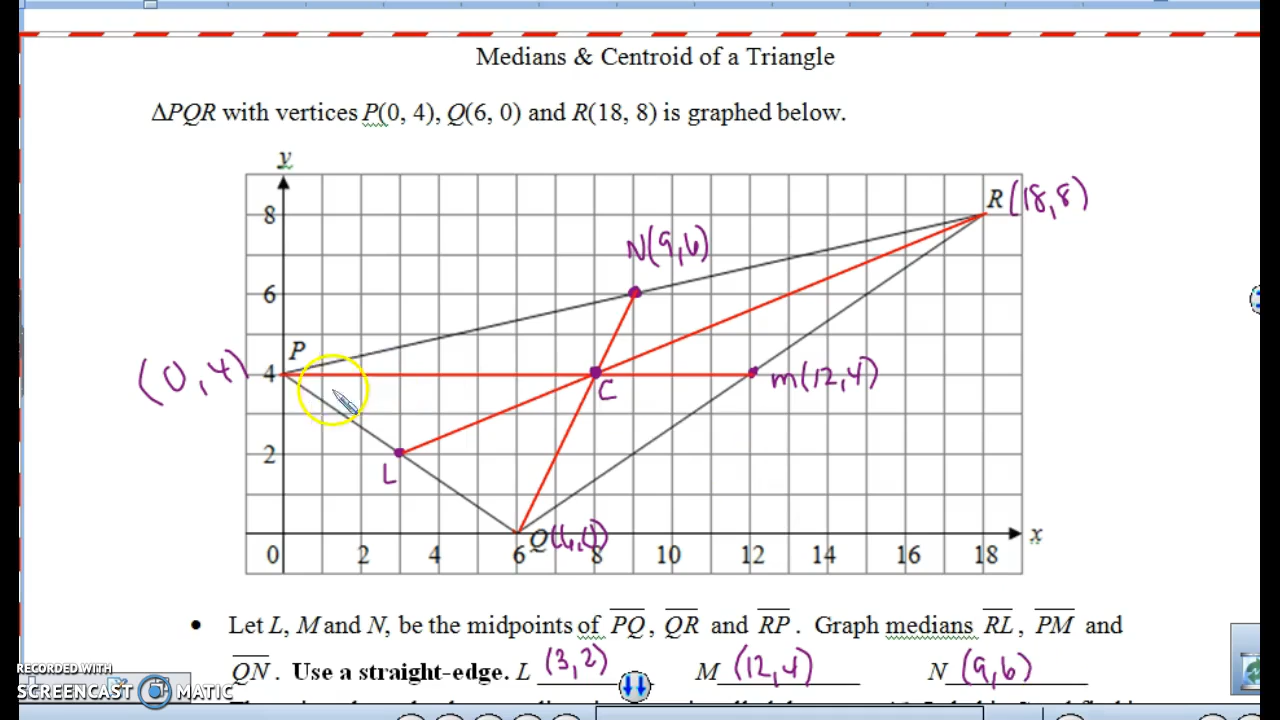 Medians & Centroid of a Triangle
ΔPQR with vertices P(0, 4), Q(6, 0) and R(18, 8) is graphed below.
y
8
R (18,8)
N(9,6)
6
P
(0,4) 4
C
m(12,4)
2
L
Q
x
0 2 4 6 8 10 12 14 16 18
• Let L, M and N, be the midpoints of PQ, QR and RP. Graph medians RL, PM and
QN. Use a straight-edge. L (3,2) M (12,4) N (9,6)
RECORDED WITH
SCREENCAST MATIC